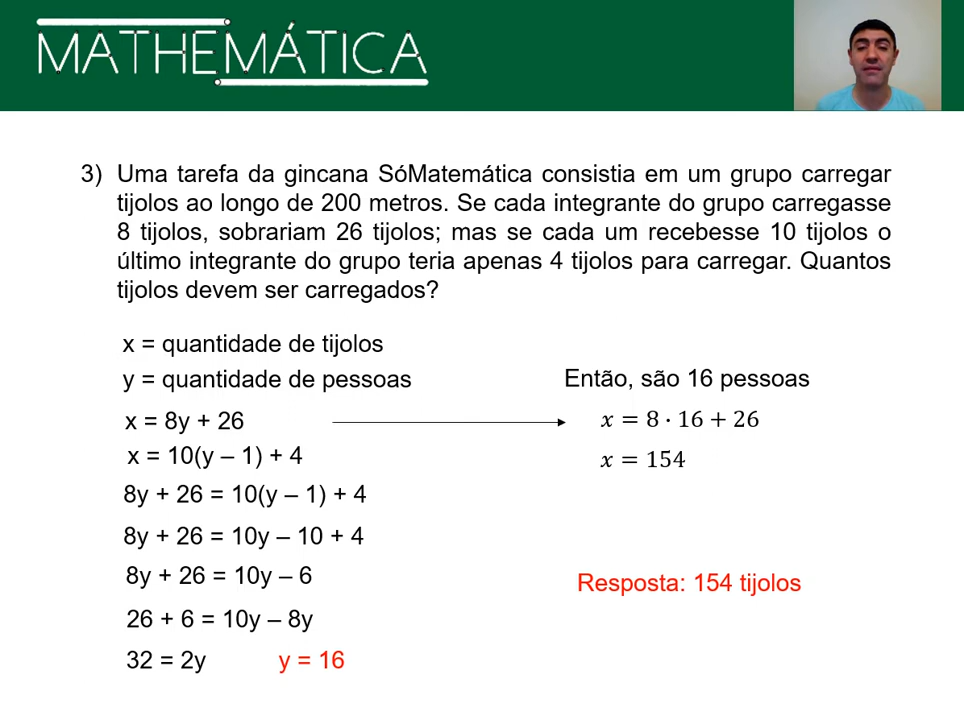 MATHEMÁTICA
3) Uma tarefa da gincana SóMatemática consistia em um grupo carregar
tijolos ao longo de 200 metros. Se cada integrante do grupo carregasse
8 tijolos, sobrariam 26 tijolos; mas se cada um recebesse 10 tijolos o
último integrante do grupo teria apenas 4 tijolos para carregar. Quantos
tijolos devem ser carregados?
x = quantidade de tijolos
y = quantidade de pessoas
x = 8y + 26
x = 10(y – 1) + 4
8y + 26 = 10(y – 1) + 4
8y + 26 = 10y – 10 + 4
8y + 26 = 10y – 6
26 + 6 = 10y – 8y
32 = 2y y = 16
Então, são 16 pessoas
x = 8 · 16 + 26
x = 154
Resposta: 154 tijolos